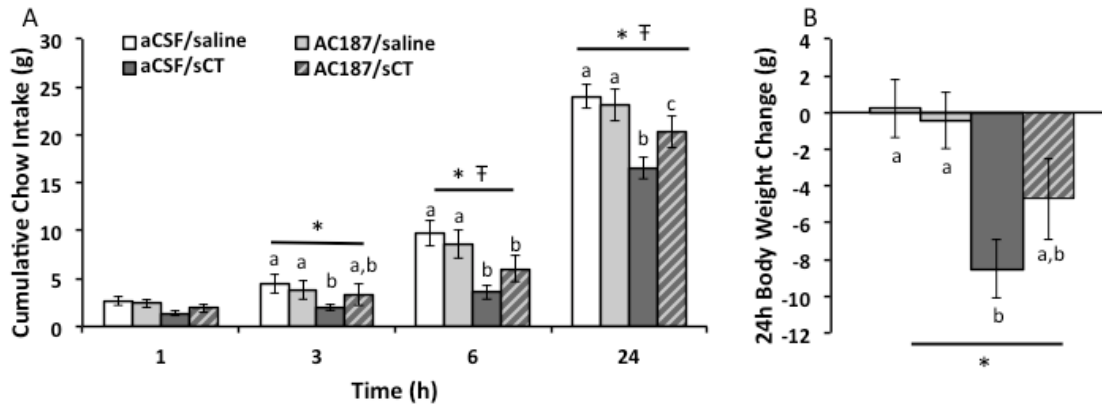 A
30
25
20
15
10
5
0
Cumulative Chow Intake (g)
aCSF/saline
AC187/saline
aCSF/sCT
AC187/sCT
*
a a b a,b
* Ŧ
a a b b
* Ŧ
a a b c
1 3 6 24
Time (h)
B
4
2
0
-2
-4
-6
-8
-10
-12
24h Body Weight Change (g)
a a b a,b
*